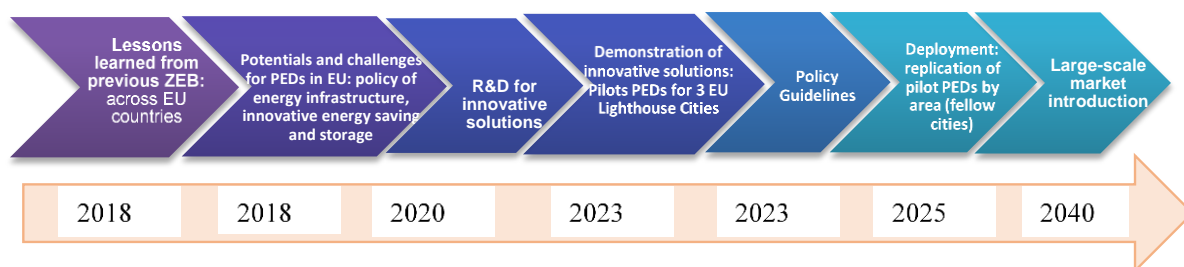 Lessons
learned from
previous ZEB:
across EU
countries
Potentials and challenges
for PEDs in EU: policy of
energy infrastructure,
innovative energy saving
and storage
R&D for
innovative
solutions
Demonstration of
innovative solutions:
Pilots PEDs for 3 EU
Lighthouse Cities
Policy
Guidelines
Deployment:
replication of
pilot PEDs by
area (fellow
cities)
Large-scale
market
introduction
2018
2018
2020
2023
2023
2025
2040